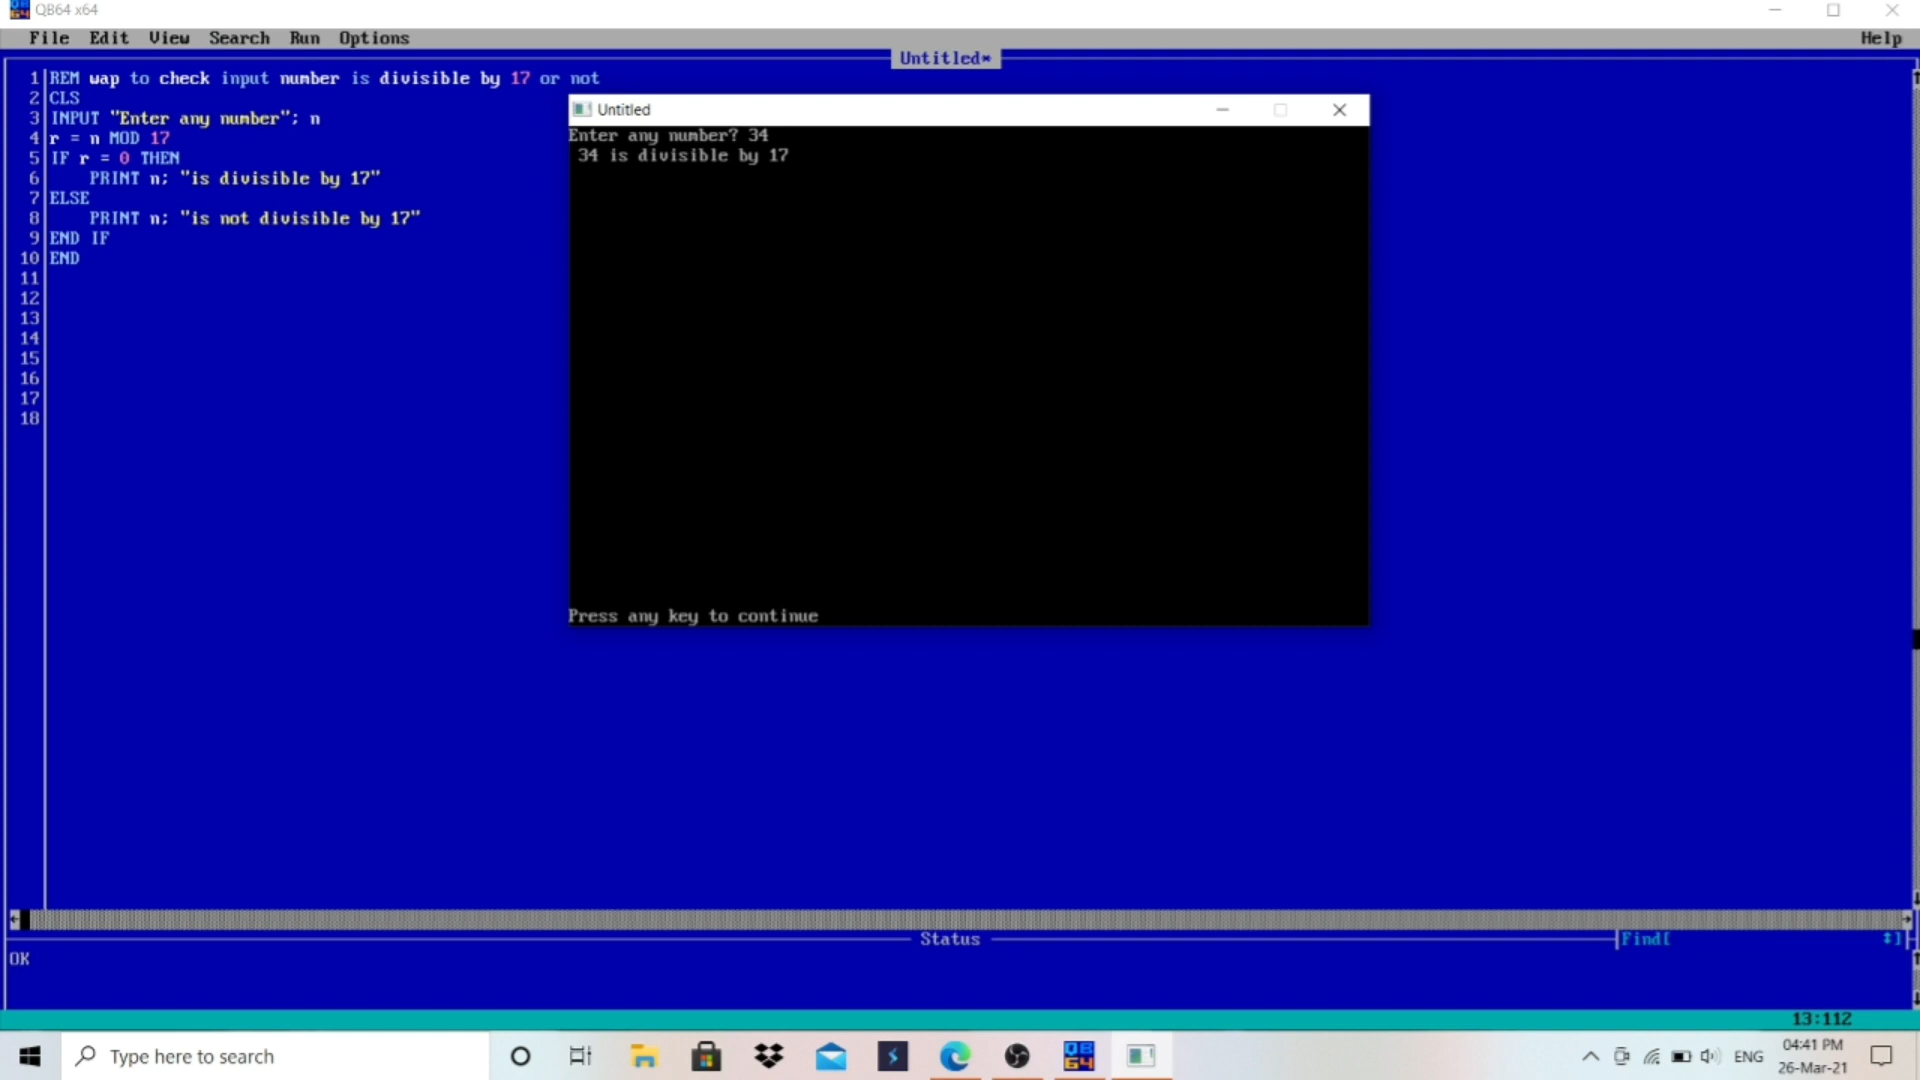 QB64 x64
File Edit View Search Run Options Help
Untitled*
1 REM wap to check input number is divisible by 17 or not
2 CLS
3 INPUT "Enter any number"; n
4 r = n MOD 17
5 IF r = 0 THEN
6 PRINT n; "is divisible by 17"
7 ELSE
8 PRINT n; "is not divisible by 17"
9 END IF
10 END
11
12
13
14
15
16
17
18
Untitled
Enter any number? 34
34 is divisible by 17
Press any key to continue
Status
Find[
OK
13:112
Type here to search
QB64
ENG
04:41 PM
26-Mar-21